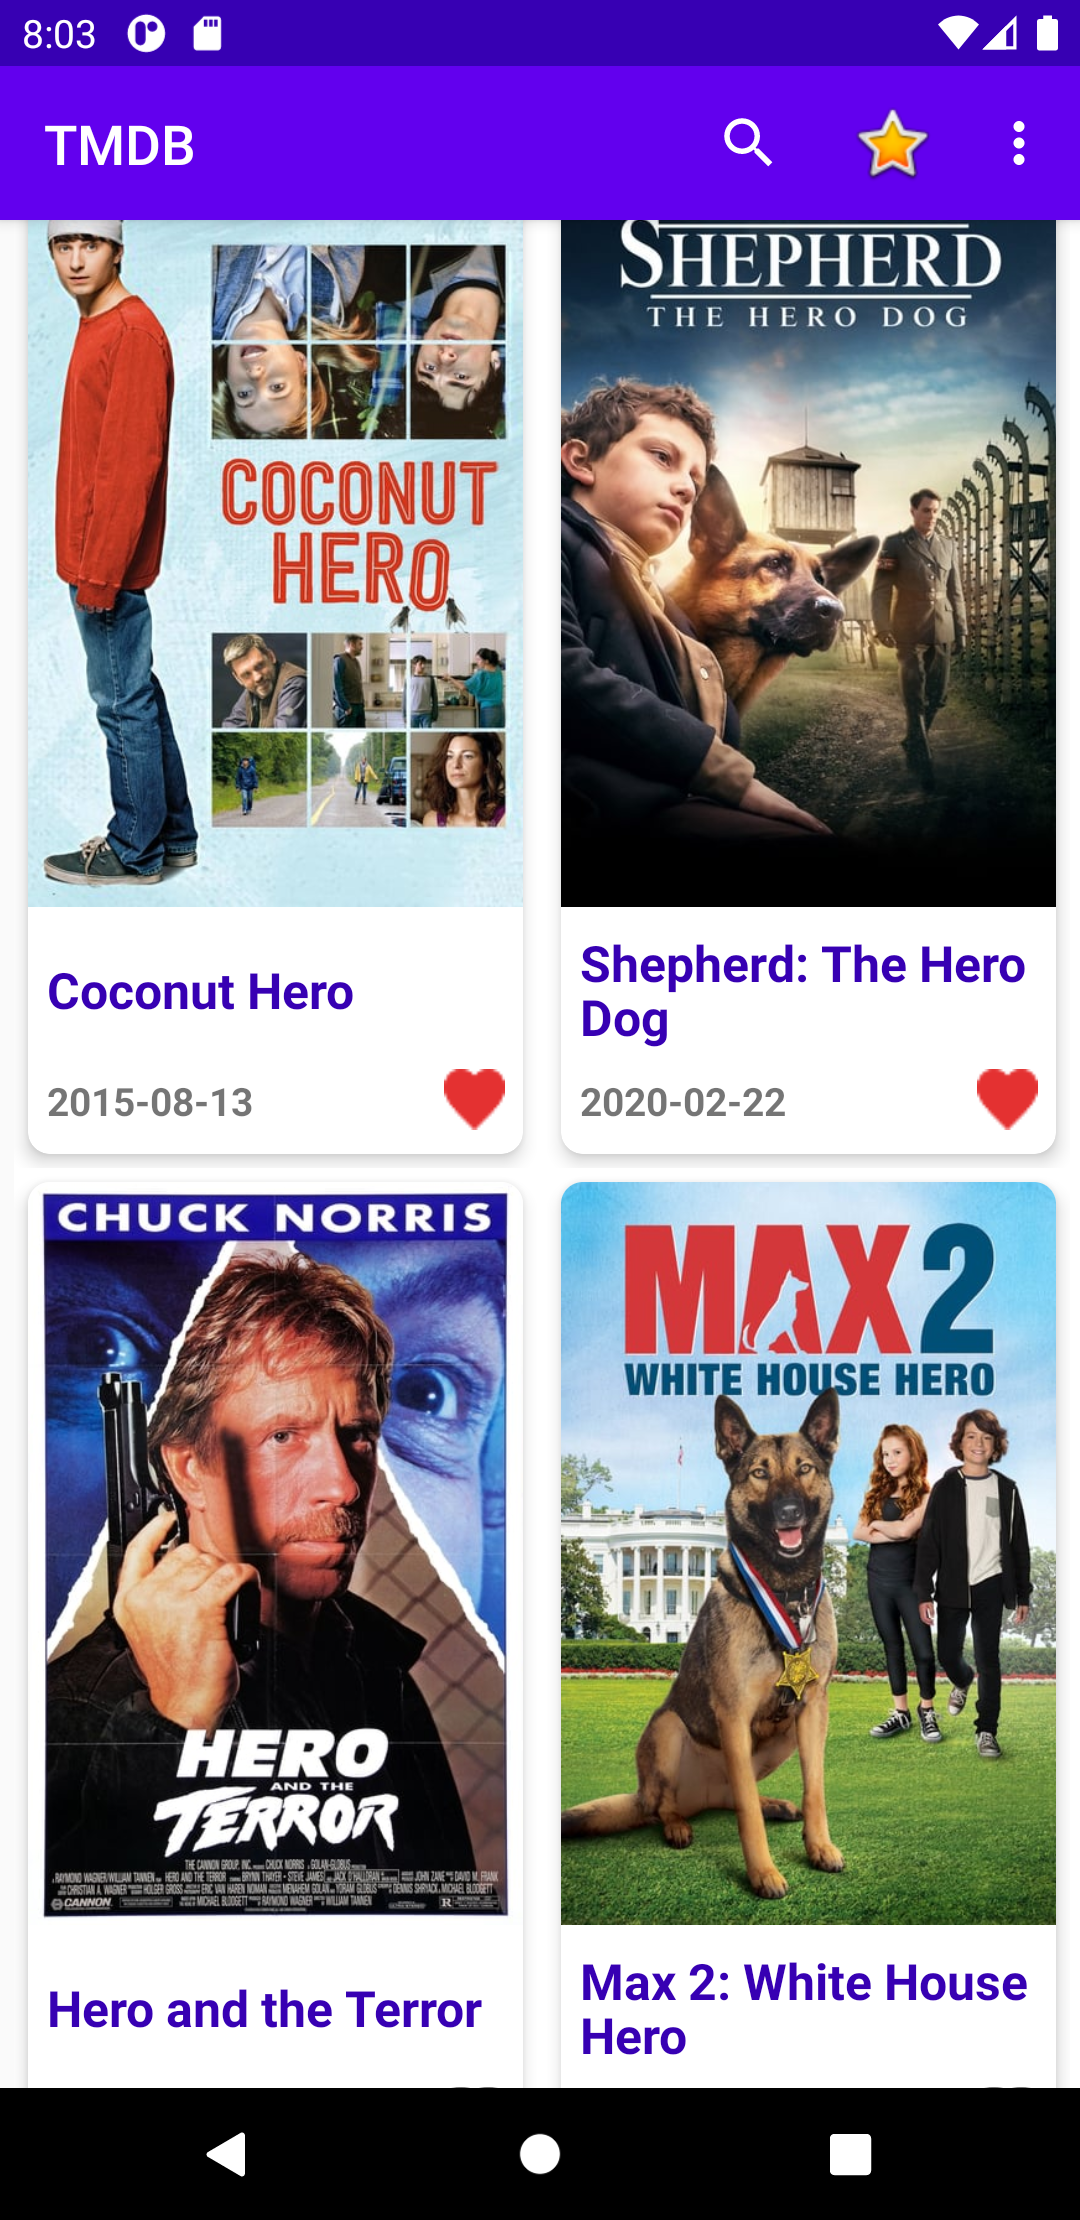 8:03
TMDB
COCONUT
HERO
SHEPHERD
THE HERO DOG
Coconut Hero
2015-08-13
Shepherd: The Hero
Dog
2020-02-22
CHUCK NORRIS
HERO
AND THE
TERROR
MAX 2
WHITE HOUSE HERO
Hero and the Terror
Max 2: White House
Hero